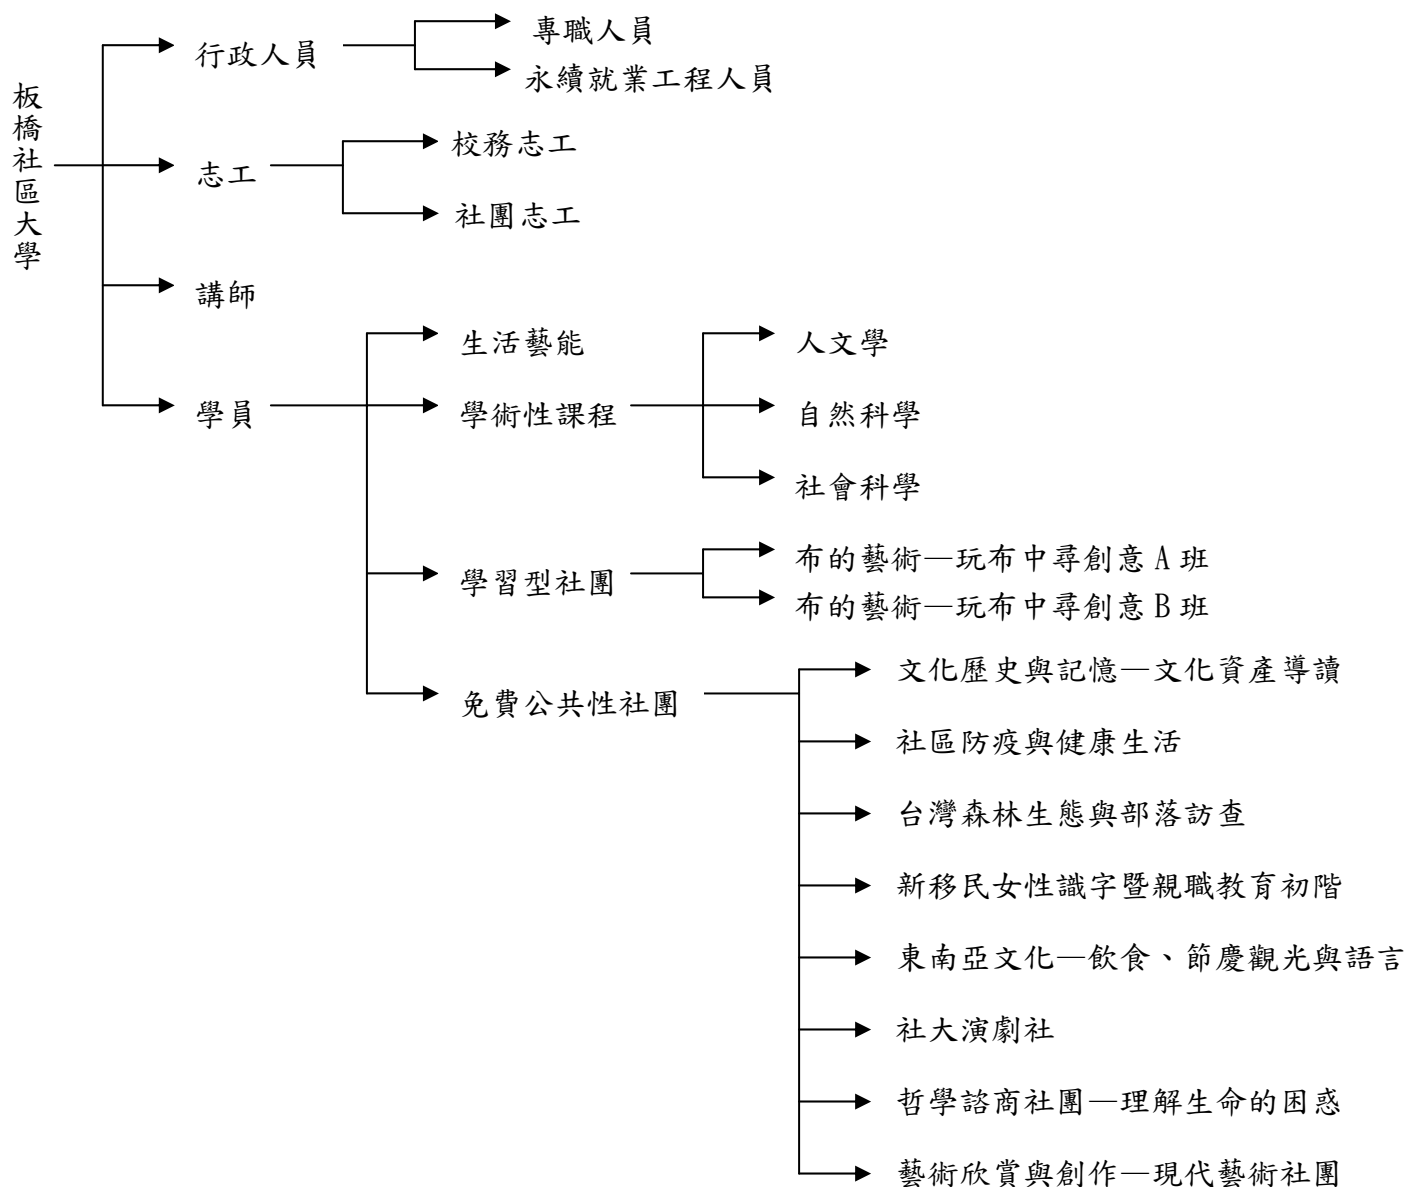 板橋社區大學
行政人員
專職人員
永續就業工程人員
志工
校務志工
社團志工
講師
學員
生活藝能
學術性課程
人文學
自然科學
社會科學
學習型社團
布的藝術—玩布中尋創意 A 班
布的藝術—玩布中尋創意 B 班
免費公共性社團
文化歷史與記憶—文化資產導讀
社區防疫與健康生活
台灣森林生態與部落訪查
新移民女性識字暨親職教育初階
東南亞文化—飲食、節慶觀光與語言
社大演劇社
哲學諮商社團—理解生命的困惑
藝術欣賞與創作—現代藝術社團